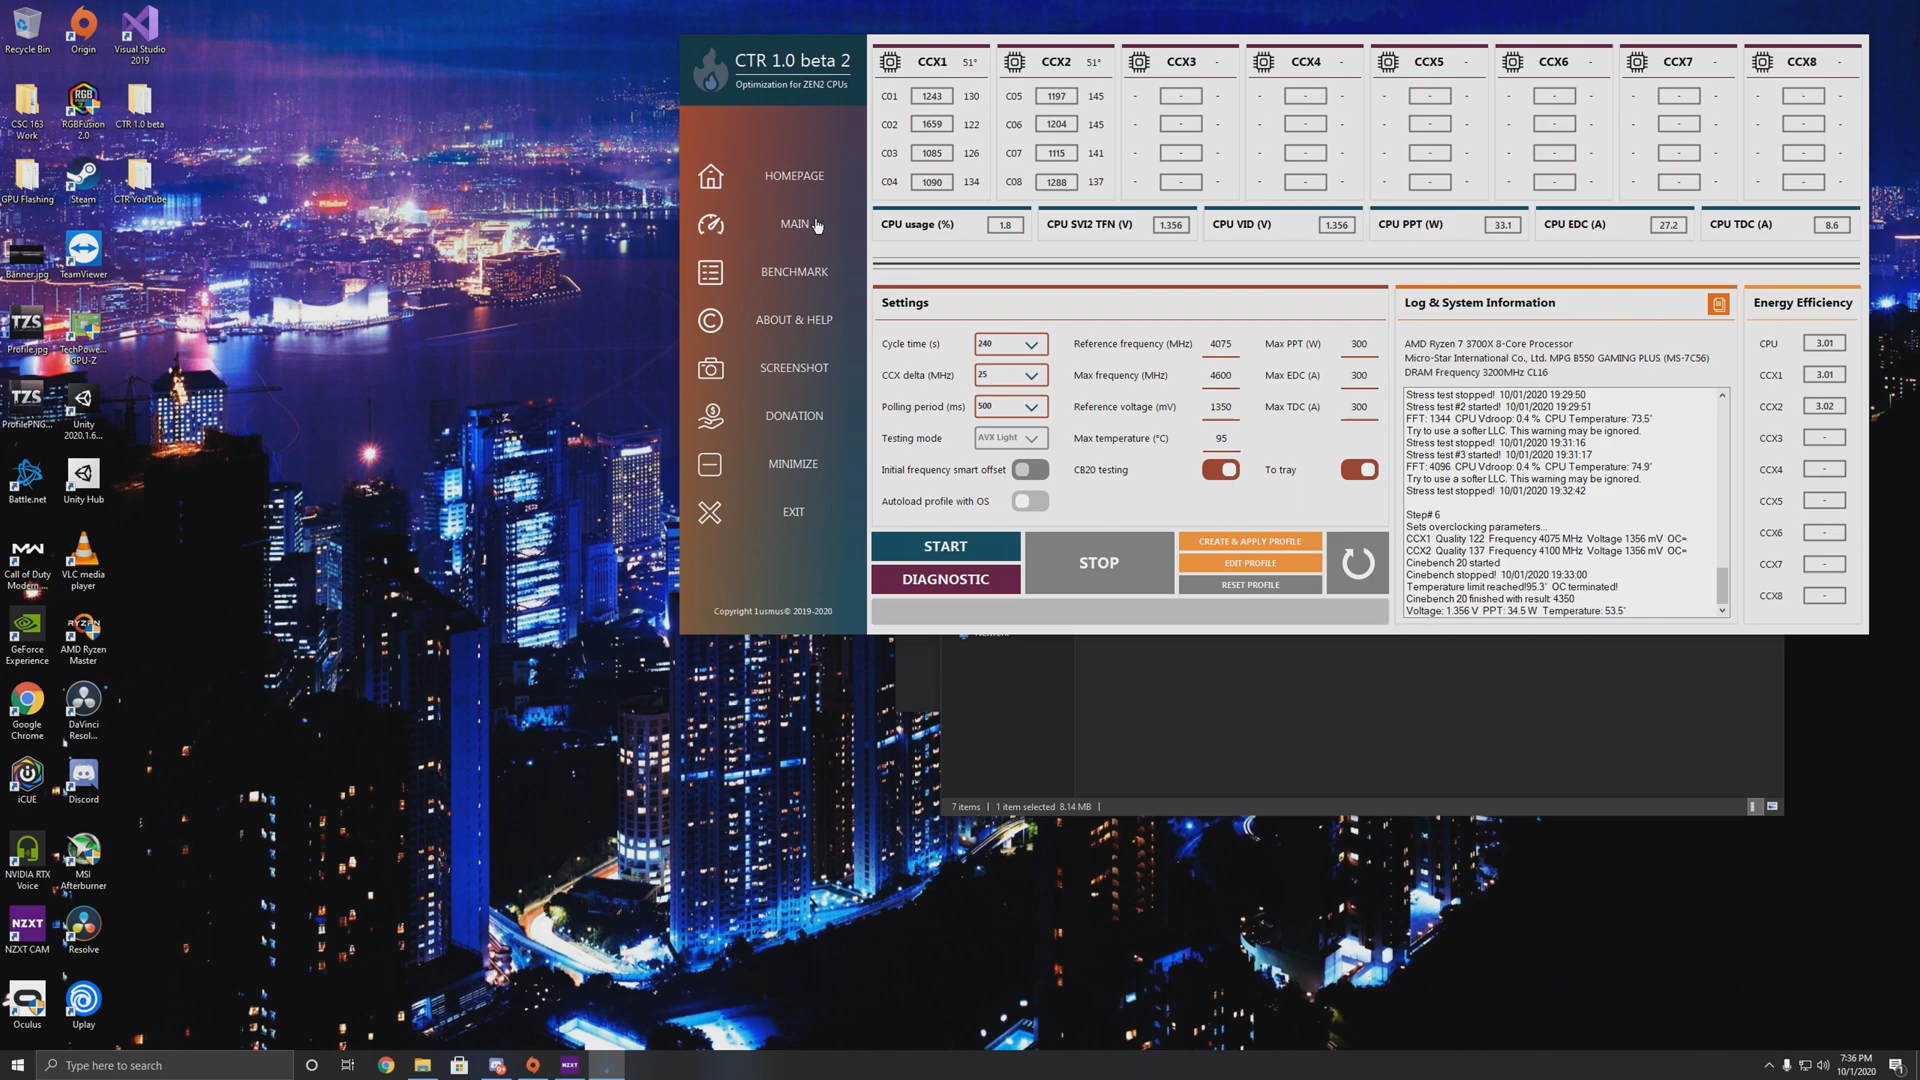 Recycle Bin
Origin
Visual Studio
2019
CSC 163
Work
RGBFusion
2.0
CTR 1.0 beta
GPU Flashing
Steam
CTR YouTube
Banner.jpg
TeamViewer
TZS
Profile.jpg
TechPowe...
GPU-Z
TZS
ProfilePNG...
Unity
2020.1.6...
Battle.net
Unity Hub
MW
Call of Duty
Modern ...
VLC media
player
GeForce
Experience
RYZEN
AMD Ryzen
Master
Google
Chrome
DaVinci
Resol...
iCUE
Discord
NVIDIA RTX
Voice
MSI
Afterburner
NZXT
NZXT CAM
Resolve
Oculus
Uplay
CTR 1.0 beta 2
Optimization for ZEN2 CPUs
HOMEPAGE
MAIN
BENCHMARK
ABOUT & HELP
SCREENSHOT
DONATION
MINIMIZE
EXIT
Copyright 1usmus© 2019-2020
CCX1 51° CCX2 51° CCX3 - CCX4 - CCX5 - CCX6 - CCX7 - CCX8 -
C01 1243 130 C05 1197 145 - - - - - - - - - - - - - - - - - -
C02 1659 122 C06 1204 145 - - - - - - - - - - - - - - - - - -
C03 1085 126 C07 1115 141 - - - - - - - - - - - - - - - - - -
C04 1090 134 C08 1288 137 - - - - - - - - - - - - - - - - - -
CPU usage (%) 1.8 CPU SVI2 TFN (V) 1.356 CPU VID (V) 1.356 CPU PPT (W) 33.1 CPU EDC (A) 27.2 CPU TDC (A) 8.6
Settings
Cycle time (s) 240 Reference frequency (MHz) 4075 Max PPT (W) 300
CCX delta (MHz) 25 Max frequency (MHz) 4600 Max EDC (A) 300
Polling period (ms) 500 Reference voltage (mV) 1350 Max TDC (A) 300
Testing mode AVX Light Max temperature (°C) 95
Initial frequency smart offset CB20 testing To tray
Autoload profile with OS
START
DIAGNOSTIC
STOP
CREATE & APPLY PROFILE
EDIT PROFILE
RESET PROFILE
Log & System Information
AMD Ryzen 7 3700X 8-Core Processor
Micro-Star International Co., Ltd. MPG B550 GAMING PLUS (MS-7C56)
DRAM Frequency 3200MHz CL16
Stress test stopped! 10/01/2020 19:29:50
Stress test#2 started! 10/01/2020 19:29:51
FFT: 1344 CPU Vdroop: 0.4 % CPU Temperature: 73.5°
Try to use a softer LLC. This warning may be ignored.
Stress test stopped! 10/01/2020 19:31:16
Stress test #3 started! 10/01/2020 19:31:17
FFT: 4096 CPU Vdroop: 0.4 % CPU Temperature: 74.9°
Try to use a softer LLC. This warning may be ignored.
Stress test stopped! 10/01/2020 19:32:42
Step# 6
Sets overclocking parameters...
CCX1 Quality 122 Frequency 4075 MHz Voltage 1356 mV OC=
CCX2 Quality 137 Frequency 4100 MHz Voltage 1356 mV OC=
Cinebench 20 started
Cinebench stopped! 10/01/2020 19:33:00
Temperature limit reached!95.3° OC terminated!
Cinebench 20 finished with result: 4350
Voltage: 1.356 V PPT: 34.5 W Temperature: 53.5°
Energy Efficiency
CPU 3.01
CCX1 3.01
CCX2 3.02
CCX3 -
CCX4 -
CCX5 -
CCX6 -
CCX7 -
CCX8 -
7 items | 1 item selected 8.14 MB |
Type here to search
NZXT
7:36 PM
10/1/2020